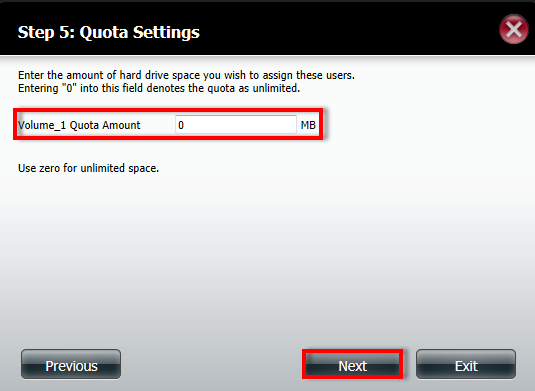 Step 5: Quota Settings
Enter the amount of hard drive space you wish to assign these users.
Entering "0" into this field denotes the quota as unlimited.
Volume_1 Quota Amount 0 MB
Use zero for unlimited space.
Previous Next Exit